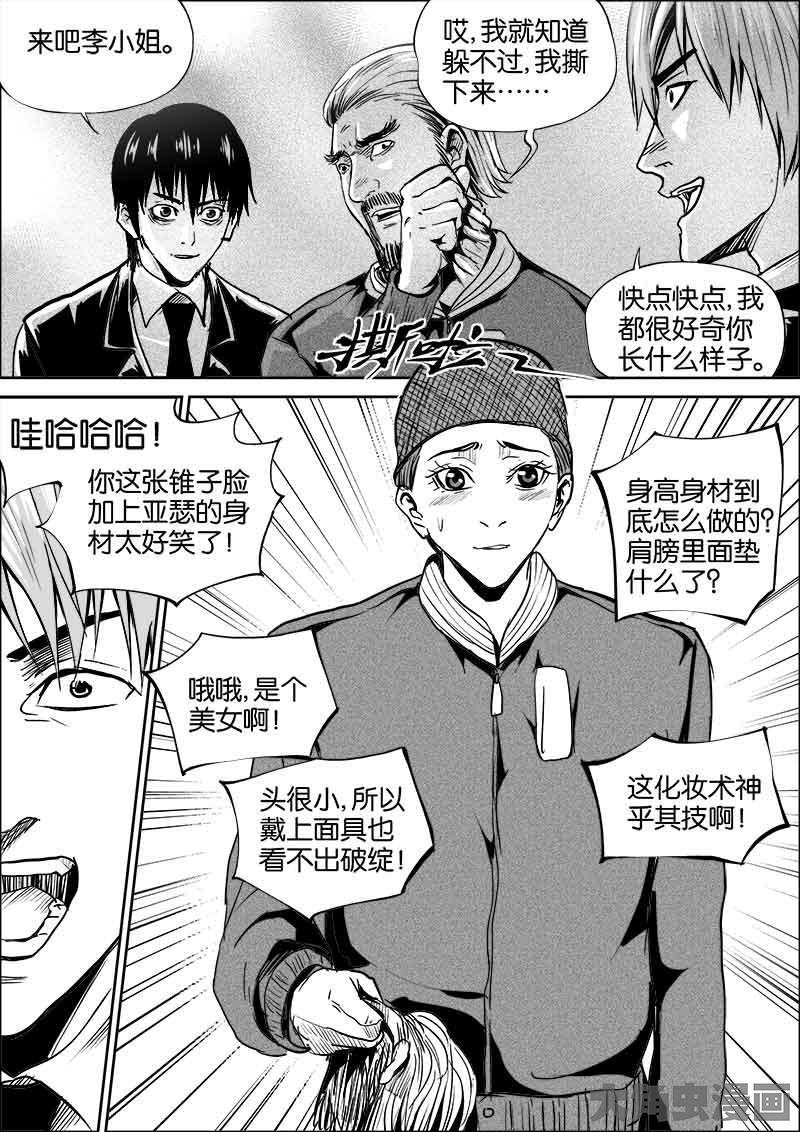 来吧李小姐。
哎，我就知道
躲不过，我撕
下来……
快点快点，我
都很好奇你
长什么样子。
撕啦
哇哈哈哈！
你这张锥子脸
加上亚瑟的身
材太好笑了！
身高身材到
底怎么做的？
肩膀里面垫
什么了？
哦哦，是个
美女啊！
头很小，所以
戴上面具也
看不出破绽！
这化妆术神
乎其技啊！
大角虫漫画